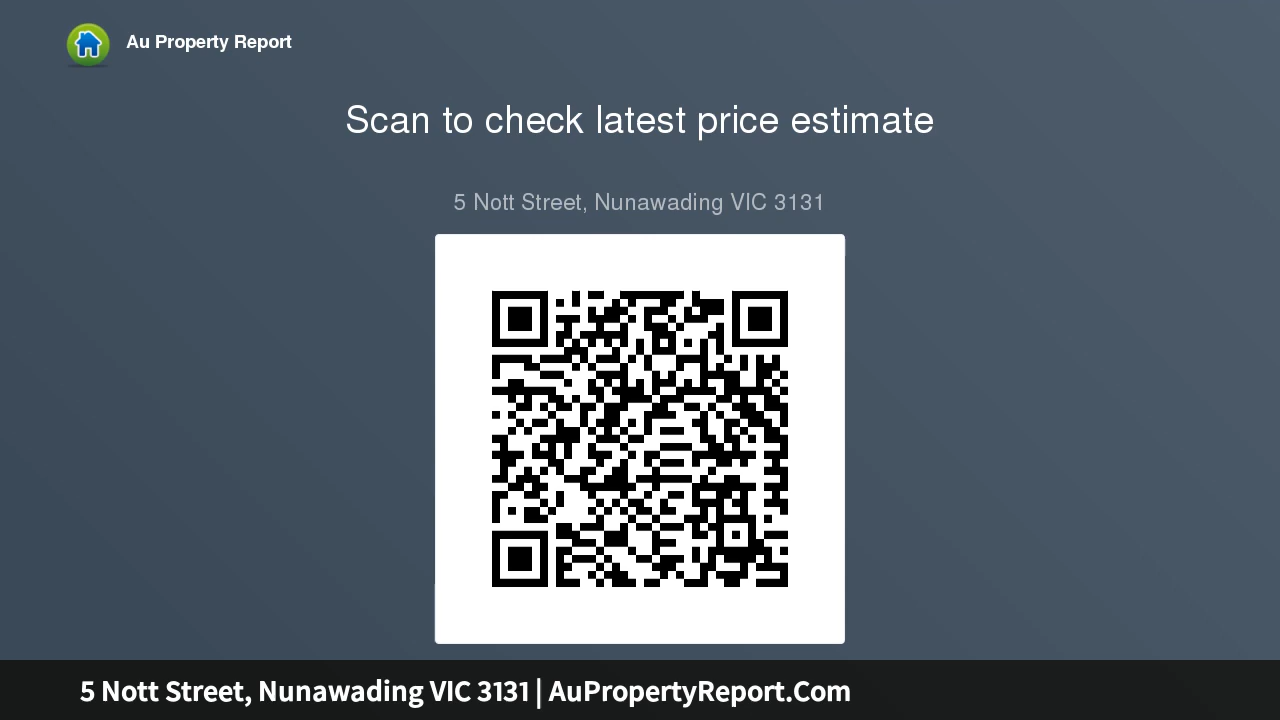 Au Property Report
Scan to check latest price estimate
5 Nott Street, Nunawading VIC 3131
5 Nott Street, Nunawading VIC 3131 | AuPropertyReport.Com